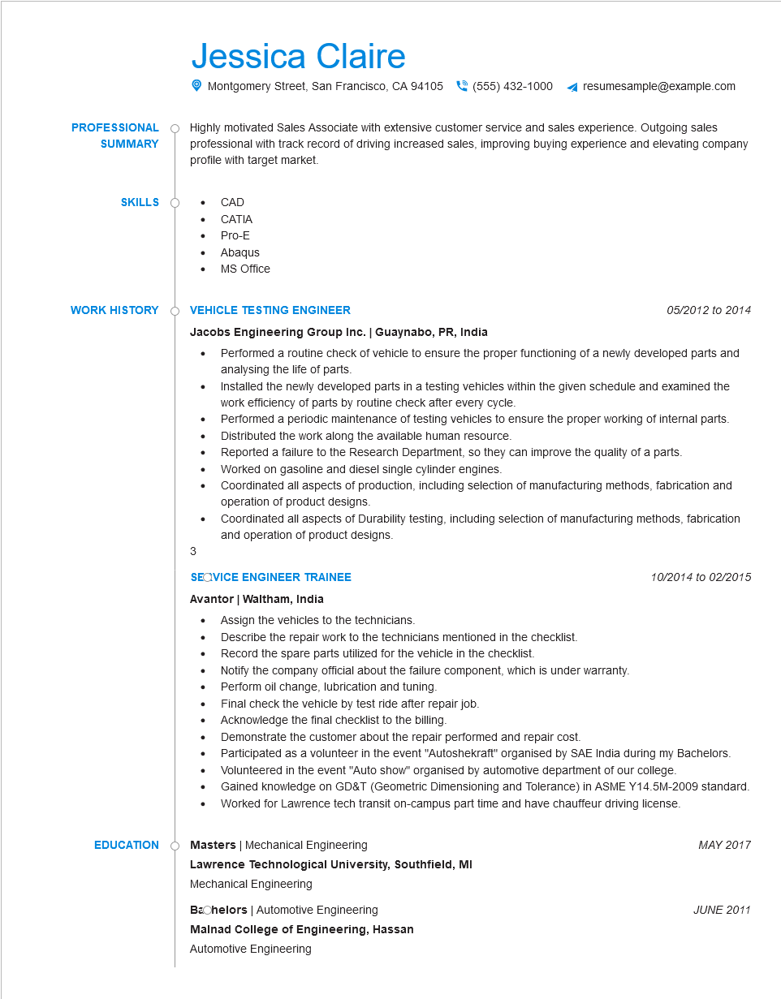 Jessica Claire
Montgomery Street, San Francisco, CA 94105 (555) 432-1000 resumesample@example.com
PROFESSIONAL SUMMARY
Highly motivated Sales Associate with extensive customer service and sales experience. Outgoing sales
professional with track record of driving increased sales, improving buying experience and elevating company
profile with target market.
SKILLS
• CAD
• CATIA
• Pro-E
• Abaqus
• MS Office
WORK HISTORY
VEHICLE TESTING ENGINEER 05/2012 to 2014
Jacobs Engineering Group Inc. | Guaynabo, PR, India
• Performed a routine check of vehicle to ensure the proper functioning of a newly developed parts and
analysing the life of parts.
• Installed the newly developed parts in a testing vehicles within the given schedule and examined the
work efficiency of parts by routine check after every cycle.
• Performed a periodic maintenance of testing vehicles to ensure the proper working of internal parts.
• Distributed the work along the available human resource.
• Reported a failure to the Research Department, so they can improve the quality of a parts.
• Worked on gasoline and diesel single cylinder engines.
• Coordinated all aspects of production, including selection of manufacturing methods, fabrication and
operation of product designs.
• Coordinated all aspects of Durability testing, including selection of manufacturing methods, fabrication
and operation of product designs.
3
SERVICE ENGINEER TRAINEE 10/2014 to 02/2015
Avantor | Waltham, India
• Assign the vehicles to the technicians.
• Describe the repair work to the technicians mentioned in the checklist.
• Record the spare parts utilized for the vehicle in the checklist.
• Notify the company official about the failure component, which is under warranty.
• Perform oil change, lubrication and tuning.
• Final check the vehicle by test ride after repair job.
• Acknowledge the final checklist to the billing.
• Demonstrate the customer about the repair performed and repair cost.
• Participated as a volunteer in the event "Autoshekraft" organised by SAE India during my Bachelors.
• Volunteered in the event "Auto show" organised by automotive department of our college.
• Gained knowledge on GD&T (Geometric Dimensioning and Tolerance) in ASME Y14.5M-2009 standard.
• Worked for Lawrence tech transit on-campus part time and have chauffeur driving license.
EDUCATION
Masters | Mechanical Engineering MAY 2017
Lawrence Technological University, Southfield, MI
Mechanical Engineering
Bachelors | Automotive Engineering JUNE 2011
Malnad College of Engineering, Hassan
Automotive Engineering